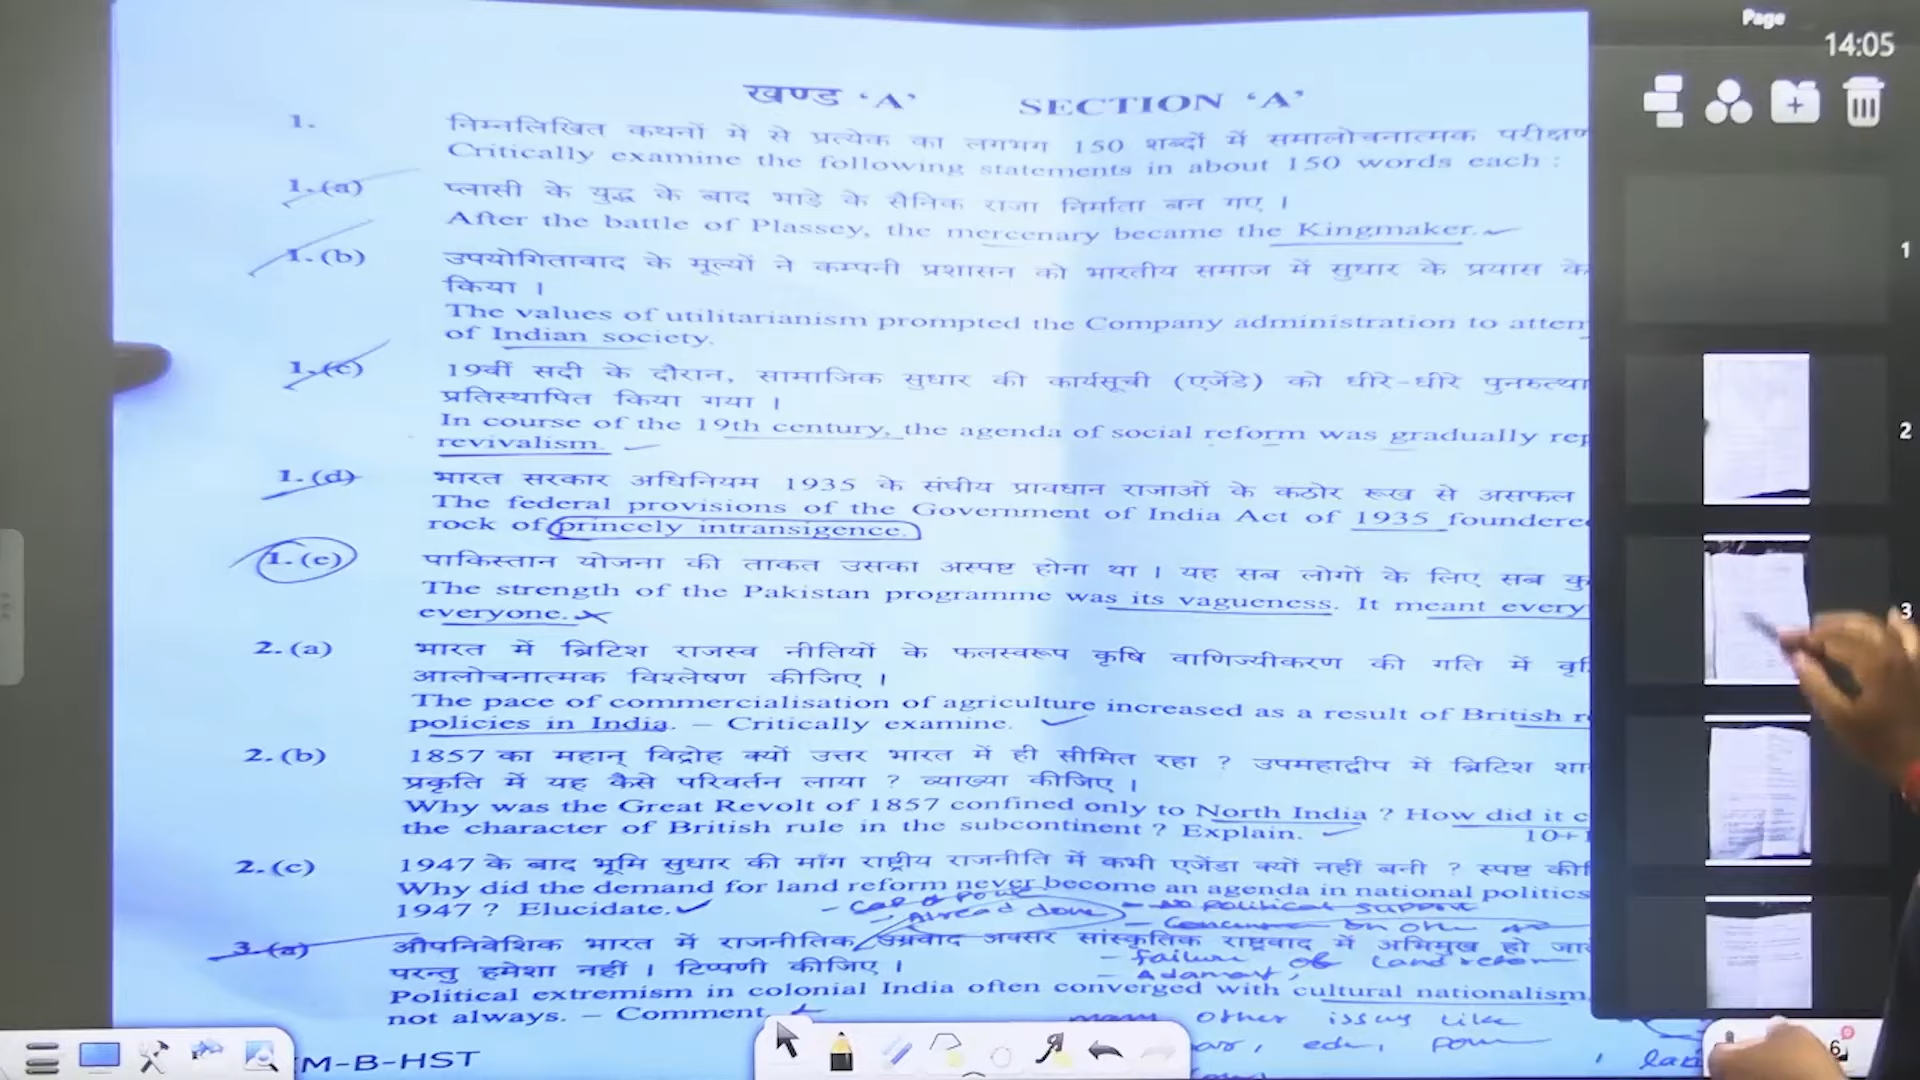 Page
14:05
खण्ड 'A' SECTION 'A'
1. निम्नलिखित कथनों में से प्रत्येक का लगभग 150 शब्दों में समालोचनात्मक परीक्षण
Critically examine the following statements in about 150 words each :
1.(a) प्लासी के युद्ध के बाद भाड़े के सैनिक राजा निर्माता बन गए ।
After the battle of Plassey, the mercenary became the Kingmaker.
1.(b) उपयोगितावाद के मूल्यों ने कम्पनी प्रशासन को भारतीय समाज में सुधार के प्रयास के
किया ।
The values of utilitarianism prompted the Company administration to attem
of Indian society.
1.(c) 19वीं सदी के दौरान, सामाजिक सुधार की कार्यसूची (एजेंडे) को धीरे-धीरे पुनरुत्था
प्रतिस्थापित किया गया ।
In course of the 19th century, the agenda of social reform was gradually rep
revivalism.
1.(d) भारत सरकार अधिनियम 1935 के संघीय प्रावधान राजाओं के कठोर रूख से असफल
The federal provisions of the Government of India Act of 1935 foundere
rock of princely intransigence.
1.(e) पाकिस्तान योजना की ताकत उसका अस्पष्ट होना था । यह सब लोगों के लिए सब कु
The strength of the Pakistan programme was its vagueness. It meant every
everyone.
2.(a) भारत में ब्रिटिश राजस्व नीतियों के फलस्वरूप कृषि वाणिज्यीकरण की गति में वृ
आलोचनात्मक विश्लेषण कीजिए ।
The pace of commercialisation of agriculture increased as a result of British r
policies in India. – Critically examine.
2.(b) 1857 का महान् विद्रोह क्यों उत्तर भारत में ही सीमित रहा ? उपमहाद्वीप में ब्रिटिश शा
प्रकृति में यह कैसे परिवर्तन लाया ? व्याख्या कीजिए ।
Why was the Great Revolt of 1857 confined only to North India ? How did it c
the character of British rule in the subcontinent ? Explain. 10+1
2.(c) 1947 के बाद भूमि सुधार की माँग राष्ट्रीय राजनीति में कभी एजेंडा क्यों नहीं बनी ? स्पष्ट की
Why did the demand for land reform never become an agenda in national politics
1947 ? Elucidate.
- Already done - No political support
3.(a) औपनिवेशिक भारत में राजनीतिक उग्रवाद अक्सर सांस्कृतिक राष्ट्रवाद में अभिमुख हो जा
- failure of land reform
परन्तु हमेशा नहीं । टिप्पणी कीजिए ।
Political extremism in colonial India often converged with cultural nationalism,
not always. – Comment.
many other issues like
edu,
M-B-HST
1
2
3
6